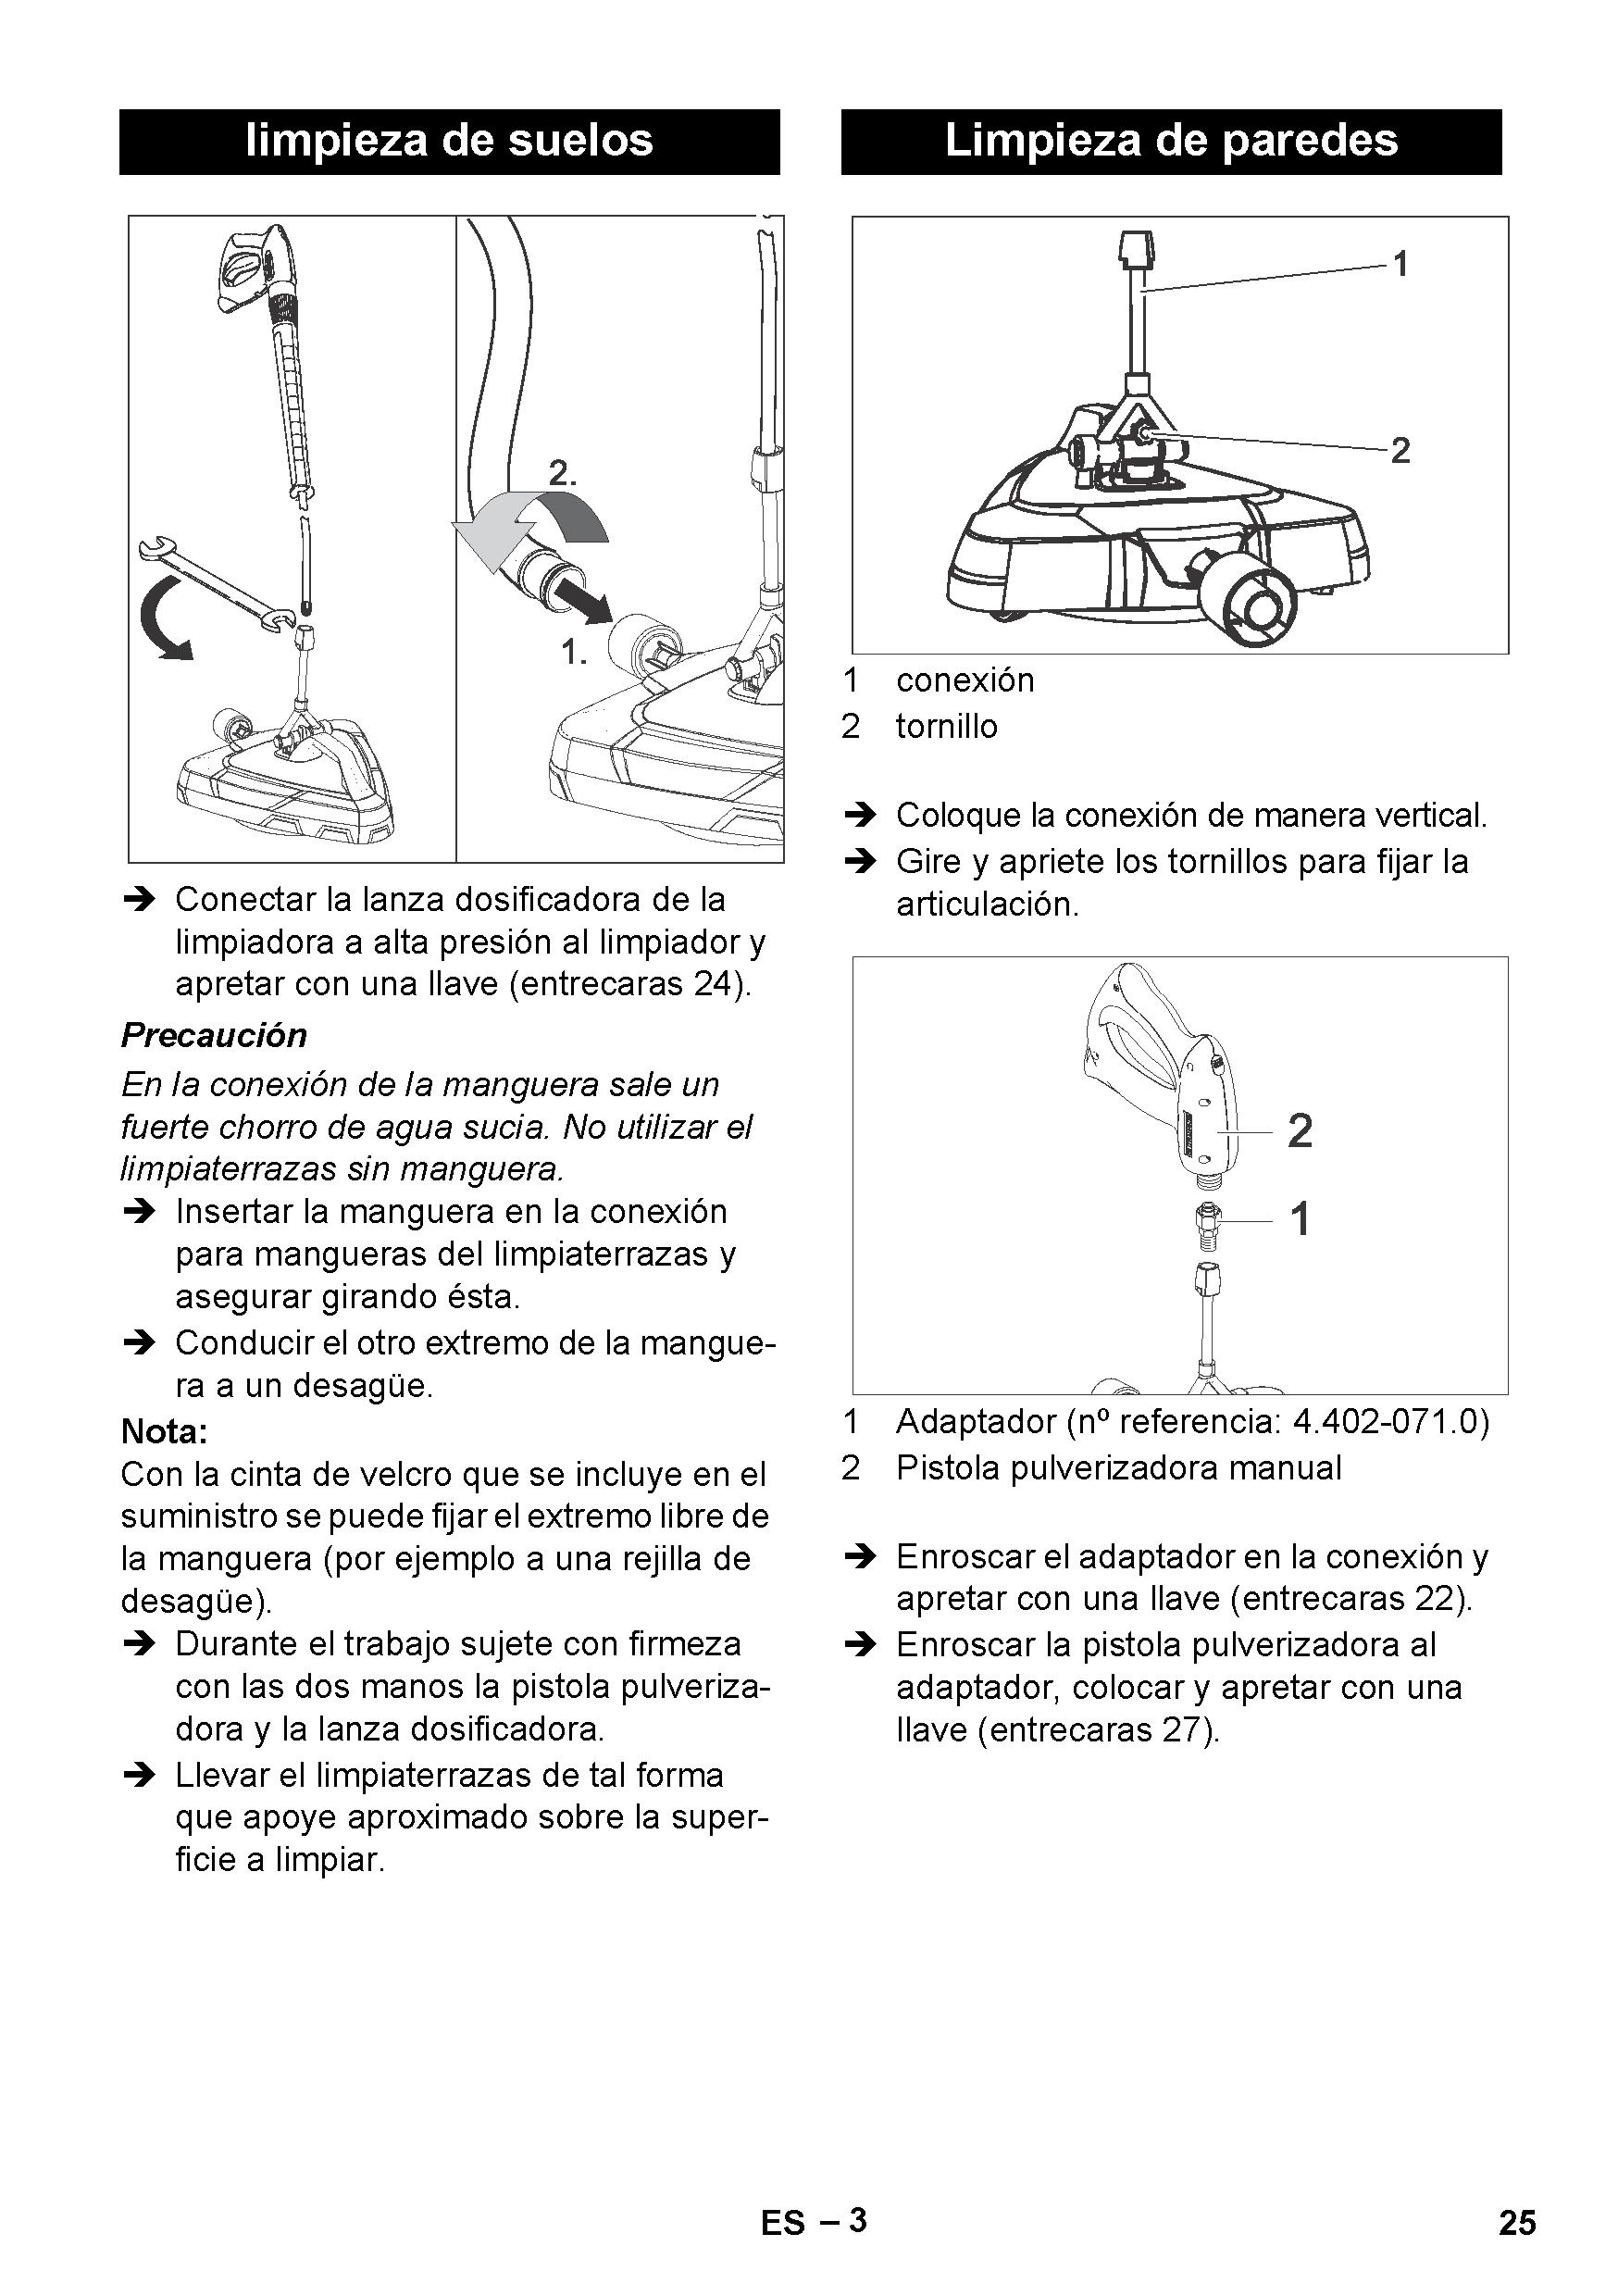 limpieza de suelos
2.
1.
➔ Conectar la lanza dosificadora de la
limpiadora a alta presión al limpiador y
apretar con una llave (entrecaras 24).
Precaución
En la conexión de la manguera sale un
fuerte chorro de agua sucia. No utilizar el
limpiaterrazas sin manguera.
➔ Insertar la manguera en la conexión
para mangueras del limpiaterrazas y
asegurar girando ésta.
➔ Conducir el otro extremo de la mangue-
ra a un desagüe.
Nota:
Con la cinta de velcro que se incluye en el
suministro se puede fijar el extremo libre de
la manguera (por ejemplo a una rejilla de
desagüe).
➔ Durante el trabajo sujete con firmeza
con las dos manos la pistola pulveriza-
dora y la lanza dosificadora.
➔ Llevar el limpiaterrazas de tal forma
que apoye aproximado sobre la super-
ficie a limpiar.
Limpieza de paredes
1
2
1 conexión
2 tornillo
➔ Coloque la conexión de manera vertical.
➔ Gire y apriete los tornillos para fijar la
articulación.
2
1
1 Adaptador (nº referencia: 4.402-071.0)
2 Pistola pulverizadora manual
➔ Enroscar el adaptador en la conexión y
apretar con una llave (entrecaras 22).
➔ Enroscar la pistola pulverizadora al
adaptador, colocar y apretar con una
llave (entrecaras 27).
ES – 3
25